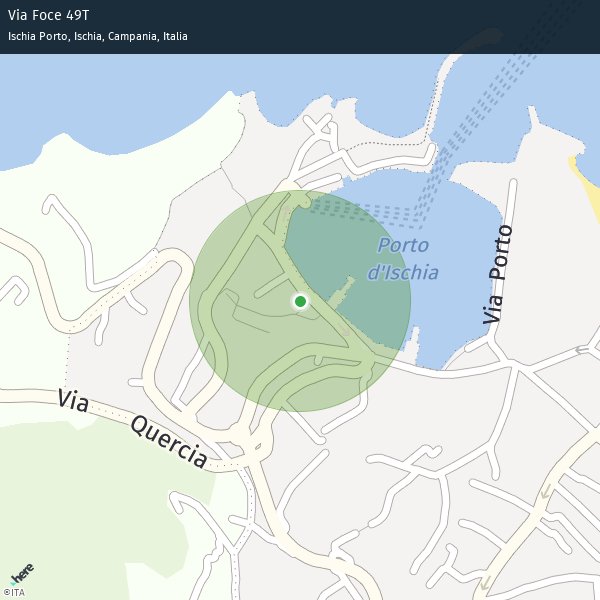 Via Foce 49T
Ischia Porto, Ischia, Campania, Italia
Porto
d'Ischia
Via Porto
Via Quercia
here
©ITA